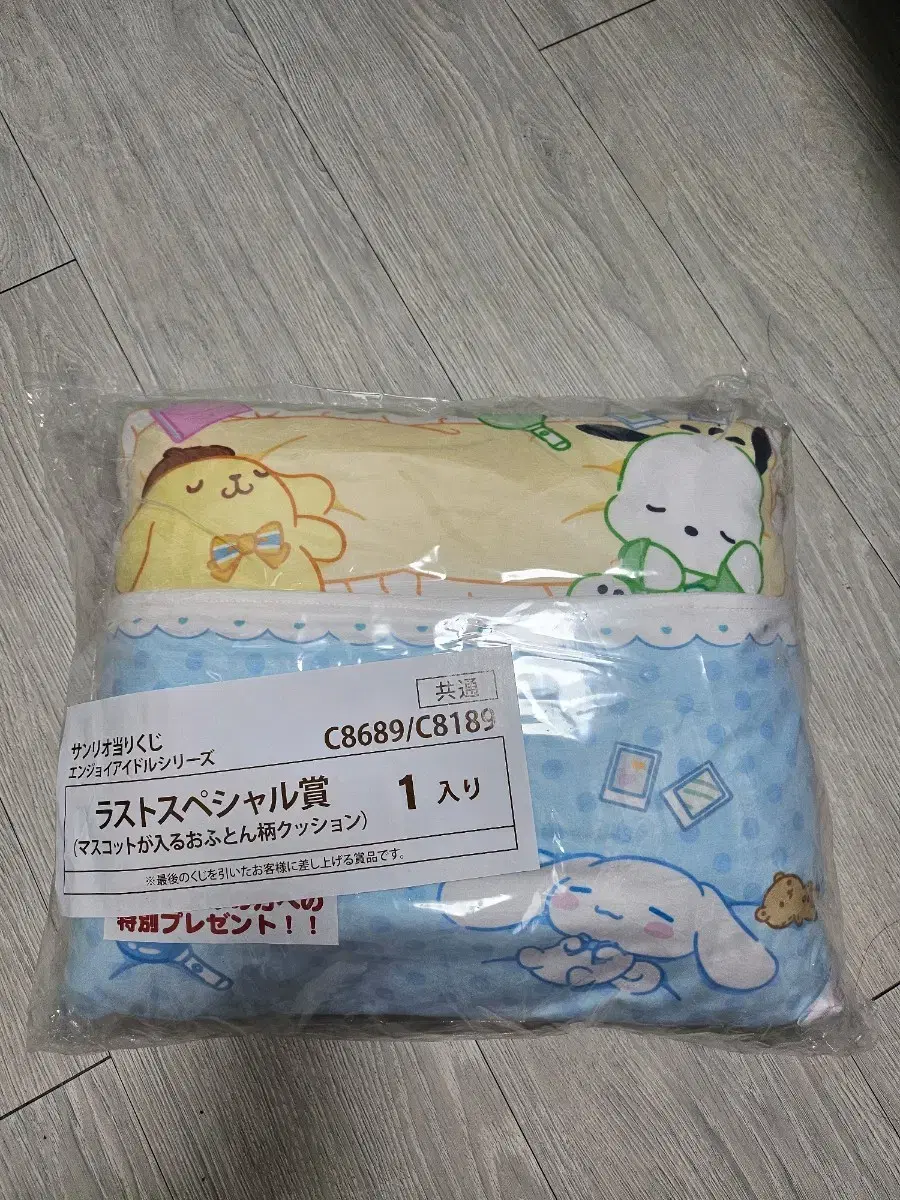 共通
サンリオ当りくじ
エンジョイアイドルシリーズ
C8689/C8189
ラストスペシャル賞
1 入り
(マスコットが入るおふとん柄クッション)
※最後のくじを引いたお客様に差し上げる賞品です。
方への
特別プレゼント!!